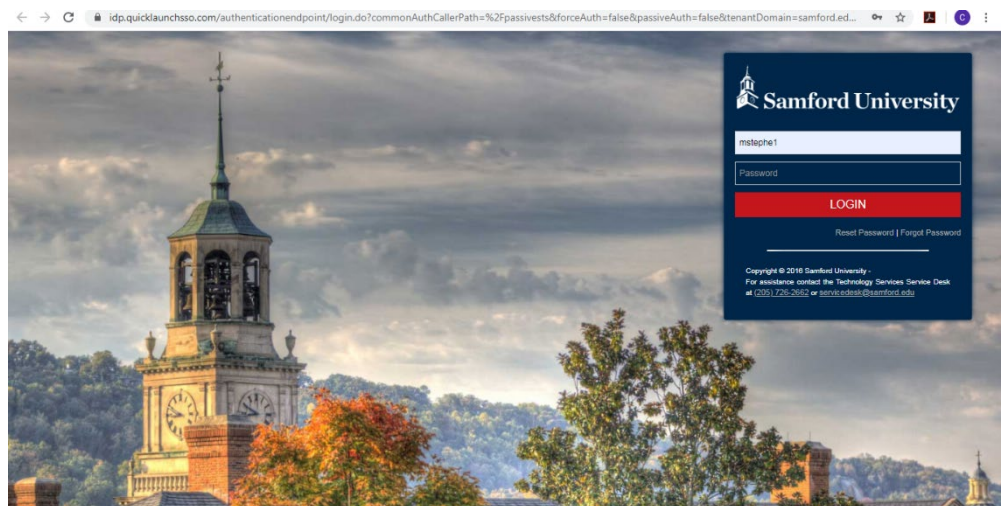 idp.quicklaunchsso.com/authenticationendpoint/login.do?commonAuthCallerPath=%2Fpassivests&forceAuth=false&passiveAuth=false&tenantDomain=samford.ed...
C
Samford University
mstephe1
Password
LOGIN
Reset Password | Forgot Password
Copyright © 2016 Samford University -
For assistance contact the Technology Services Service Desk
at (205) 726-2662 or servicedesk@samford.edu